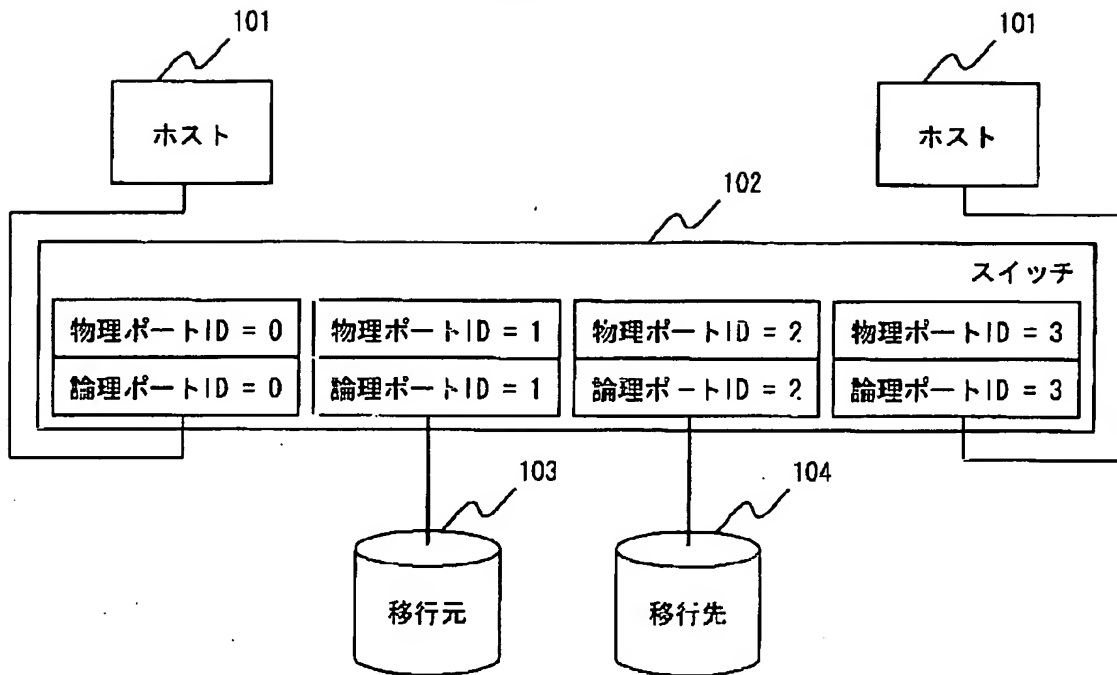 101
101
ホスト
ホスト
102
スイッチ
物理ポートID = 0
物理ポートID = 1
物理ポートID = 2
物理ポートID = 3
論理ポートID = 0
論理ポートID = 1
論理ポートID = 2
論理ポートID = 3
103
104
移行元
移行先